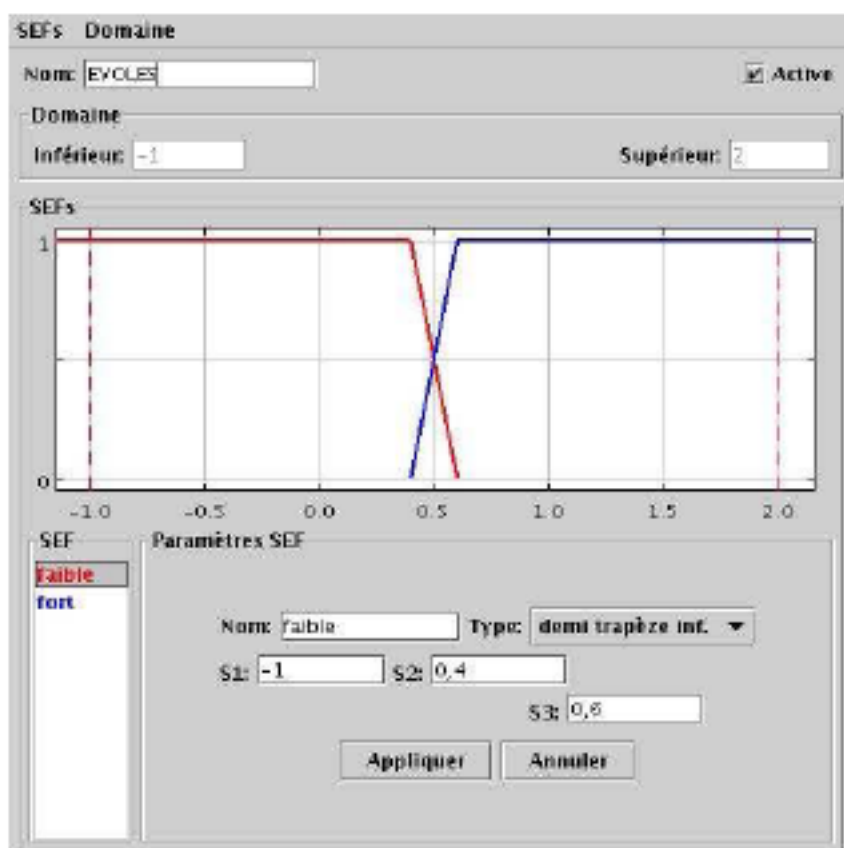 SEFs Domaine
Nom: EVOLES Active
Domaine
Inférieur: -1 Supérieur: 2
SEFs
1
0
-1.0 -0.5 0.0 0.5 1.0 1.5 2.0
SEF Paramètres SEF
faible
fort
Nom: faible Type: demi trapèze inf.
S1: -1 S2: 0,4
S3: 0,6
Appliquer Annuler